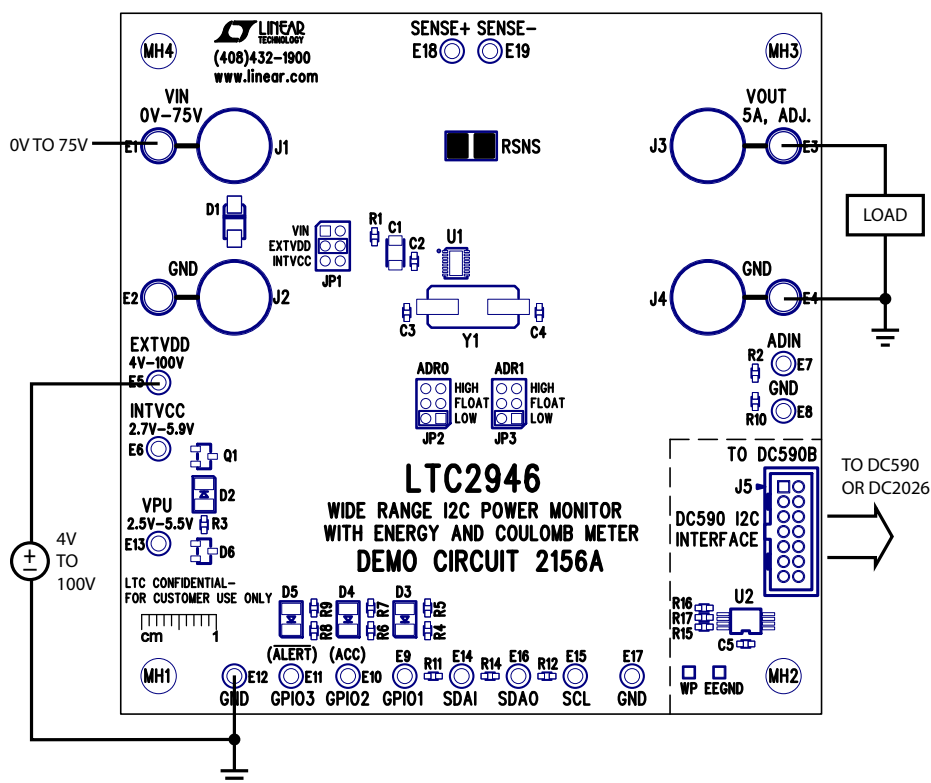 MH4
LINEAR
TECHNOLOGY
(408)432-1900
www.linear.com
SENSE+ SENSE-
E18 E19
MH3
VIN
0V-75V
0V TO 75V
E1
J1
RSNS
VOUT
5A, ADJ.
J3
E3
LOAD
D1
VIN
EXTVDD
INTVCC
JP1
R1
C1
C2
U1
GND
E2
J2
C3
Y1
C4
GND
J4
E4
EXTVDD
4V-100V
E5
INTVCC
2.7V-5.9V
E6
Q1
ADR0
HIGH
FLOAT
LOW
JP2
ADR1
HIGH
FLOAT
LOW
JP3
ADIN
R2
E7
GND
R10
E8
D2
VPU
2.5V-5.5V
R3
E13
D6
4V
TO
100V
LTC2946
WIDE RANGE I2C POWER MONITOR
WITH ENERGY AND COULOMB METER
DEMO CIRCUIT 2156A
TO DC590B
J5
DC590 I2C
INTERFACE
TO DC590
OR DC2026
LTC CONFIDENTIAL-
FOR CUSTOMER USE ONLY
cm 1
D5
R9
R8
D4
R7
R6
D3
R5
R4
R16
R17
R15
U2
C5
MH1
(ALERT) (ACC)
E12 E11 E10 E9 R11 E14 R14 E16 R12 E15 E17
GND GPIO3 GPIO2 GPIO1 SDAI SDAO SCL GND
WP EEGND
MH2